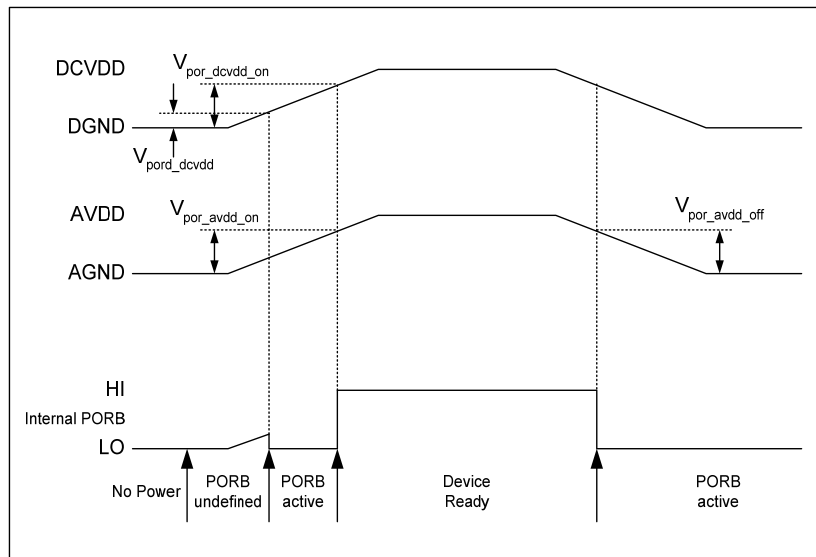 DCVDD
V_por_dcvdd_on
DGND
V_pord_dcvdd
AVDD
V_por_avdd_on
V_por_avdd_off
AGND
HI
Internal PORB
LO
No Power
PORB
undefined
PORB
active
Device
Ready
PORB
active